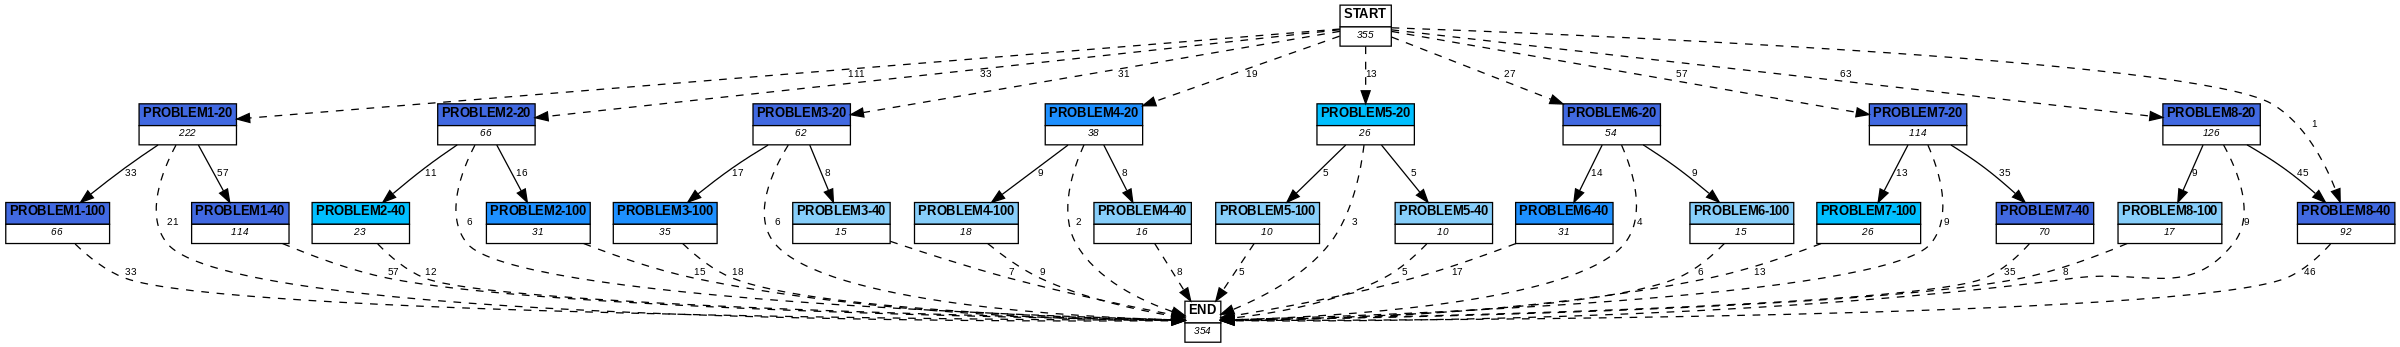 START
355
111
33
31
19
13
27
57
63
1
PROBLEM1-20
222
PROBLEM2-20
66
PROBLEM3-20
62
PROBLEM4-20
38
PROBLEM5-20
26
PROBLEM6-20
54
PROBLEM7-20
114
PROBLEM8-20
126
33
57
11
16
17
8
9
8
5
5
14
9
13
35
9
45
PROBLEM1-100
66
PROBLEM1-40
114
PROBLEM2-40
23
PROBLEM2-100
31
PROBLEM3-100
35
PROBLEM3-40
15
PROBLEM4-100
18
PROBLEM4-40
16
PROBLEM5-100
10
PROBLEM5-40
10
PROBLEM6-40
31
PROBLEM6-100
15
PROBLEM7-100
26
PROBLEM7-40
70
PROBLEM8-100
17
PROBLEM8-40
92
21
6
6
2
3
4
9
9
33
57
12
15
18
7
9
8
5
5
17
6
13
35
8
46
END
354